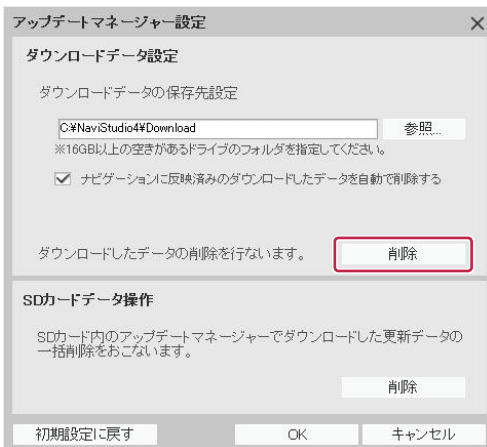 アップデートマネージャー設定
ダウンロードデータ設定
ダウンロードデータの保存先設定
C:¥NaviStudio4¥Download
参照...
※16GB以上の空きがあるドライブのフォルダを指定してください。
ナビゲーションに反映済みのダウンロードしたデータを自動で削除する
ダウンロードしたデータの削除を行ないます。
削除
SDカードデータ操作
SDカード内のアップデートマネージャーでダウンロードした更新データの
一括削除をおこないます。
削除
初期設定に戻す
OK
キャンセル